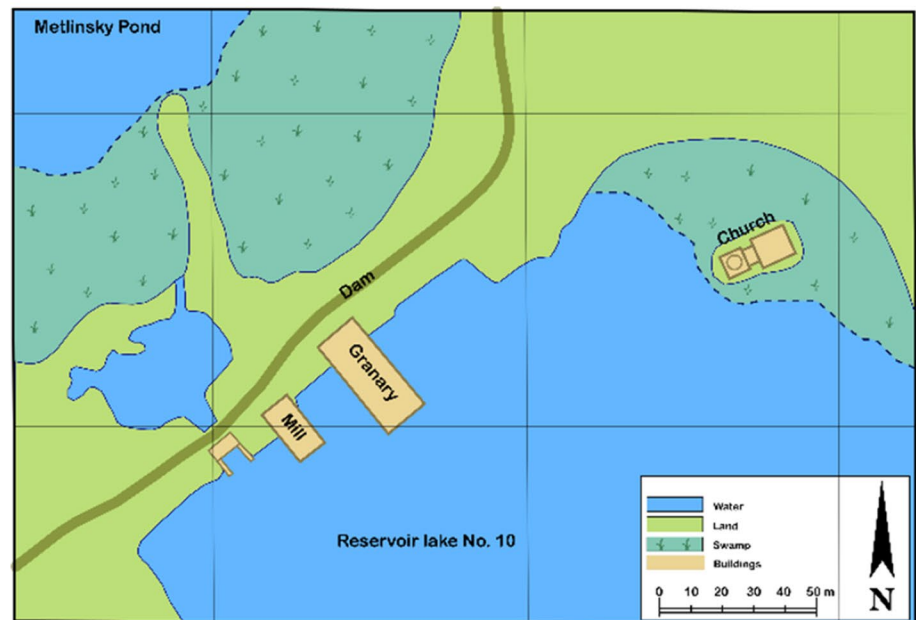 Metlinsky Pond
Church
Dam
Granary
Mill
Reservoir lake No. 10
Water
Land
Swamp
Buildings
0 10 20 30 40 50 m
N